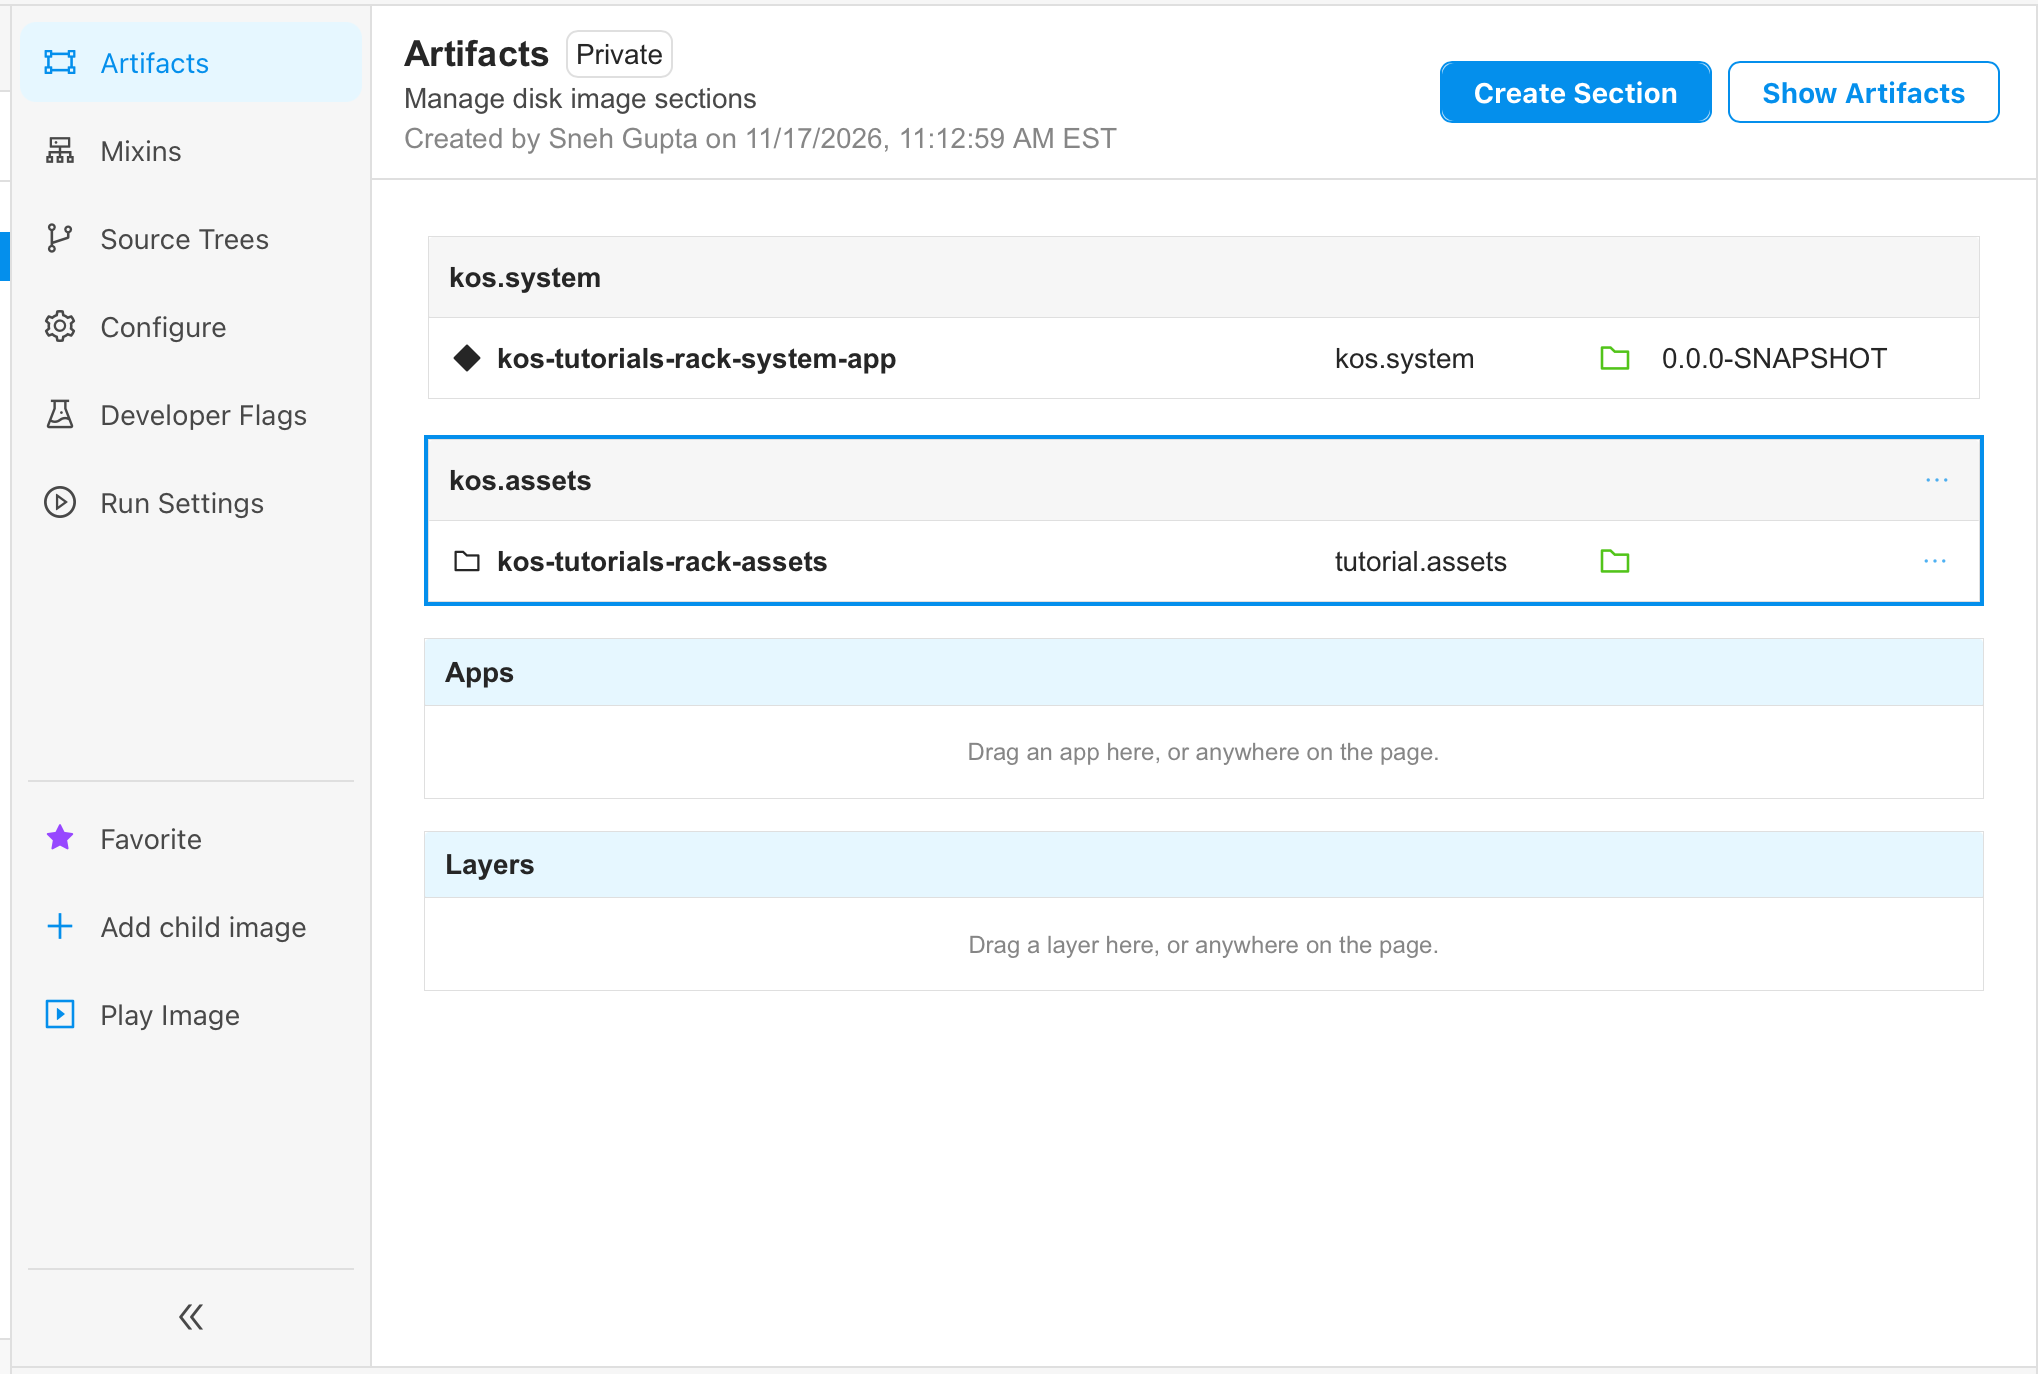 Artifacts
Mixins
Source Trees
Configure
Developer Flags
Run Settings
Favorite
Add child image
Play Image
Artifacts Private
Manage disk image sections
Created by Sneh Gupta on 11/17/2026, 11:12:59 AM EST
Create Section Show Artifacts
kos.system
kos-tutorials-rack-system-app kos.system 0.0.0-SNAPSHOT
kos.assets
kos-tutorials-rack-assets tutorial.assets
Apps
Drag an app here, or anywhere on the page.
Layers
Drag a layer here, or anywhere on the page.